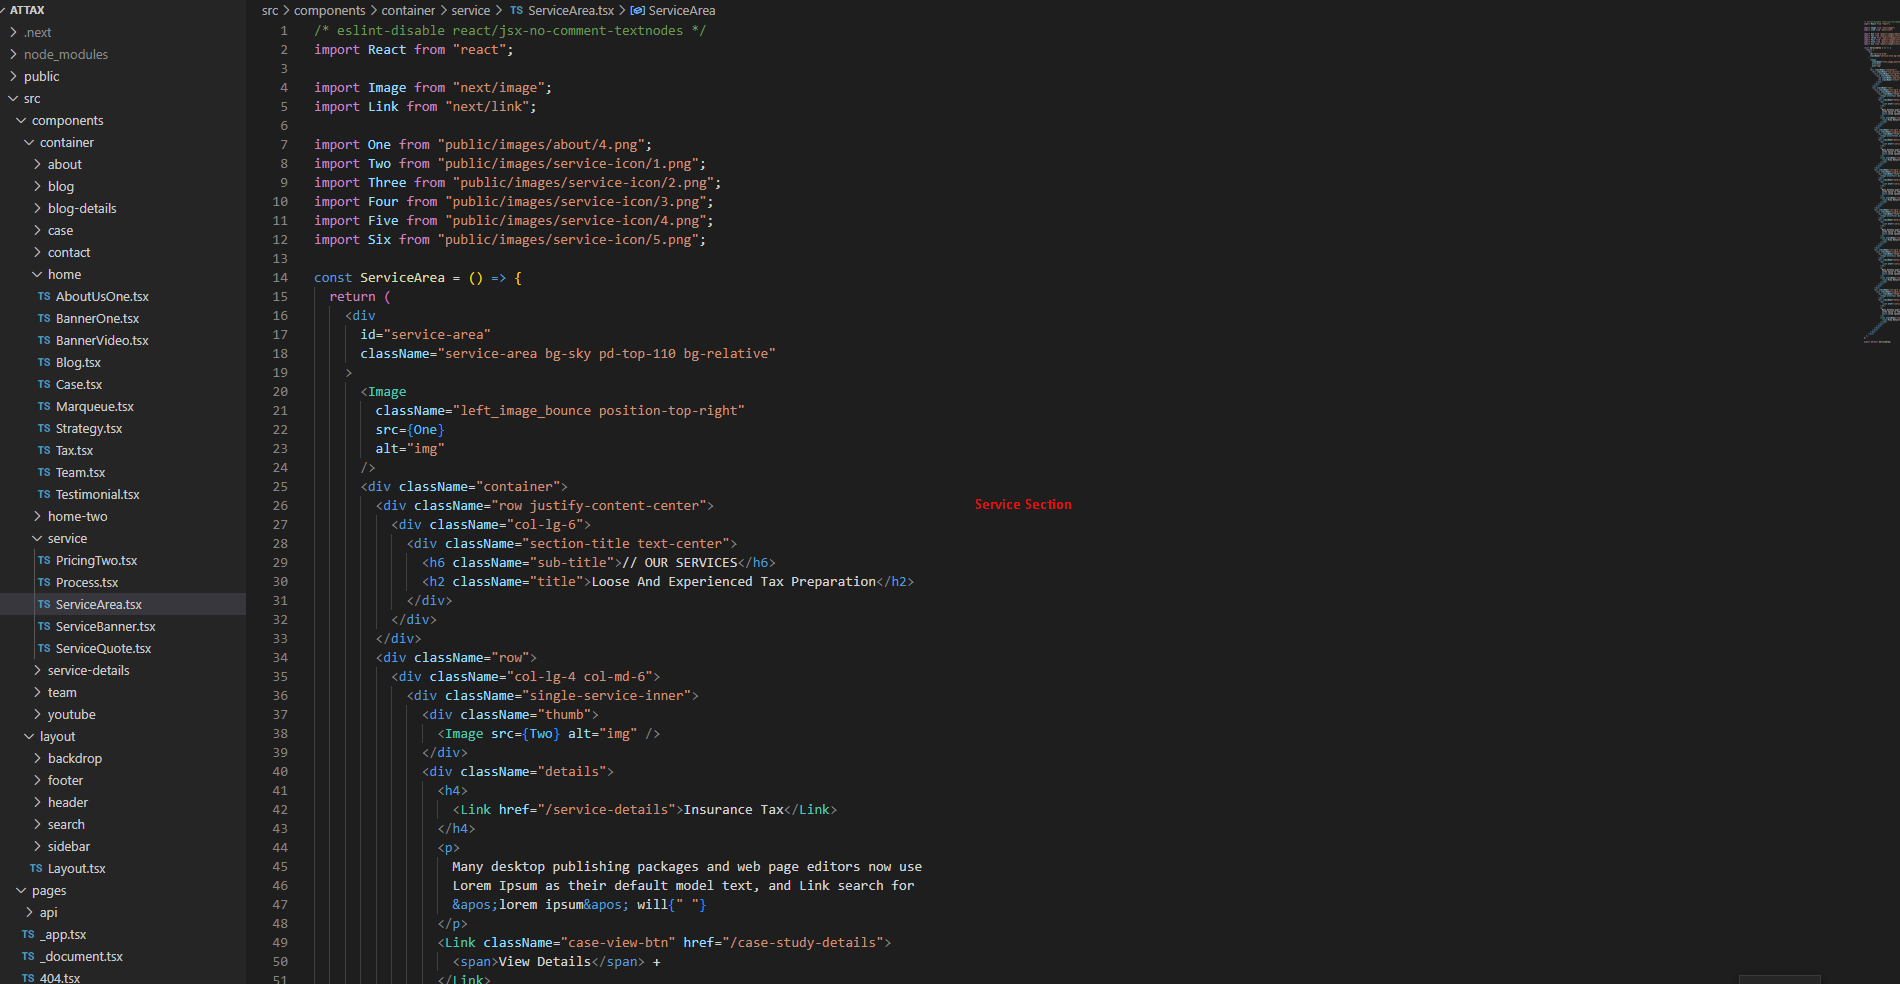 ATTAX
.next
node_modules
public
src
components
container
about
blog
blog-details
case
contact
home
TS AboutUsOne.tsx
TS BannerOne.tsx
TS BannerVideo.tsx
TS Blog.tsx
TS Case.tsx
TS Marqueue.tsx
TS Strategy.tsx
TS Tax.tsx
TS Team.tsx
TS Testimonial.tsx
home-two
service
TS PricingTwo.tsx
TS Process.tsx
TS ServiceArea.tsx
TS ServiceBanner.tsx
TS ServiceQuote.tsx
service-details
team
youtube
layout
backdrop
footer
header
search
sidebar
TS Layout.tsx
pages
api
TS _app.tsx
TS _document.tsx
TS 404.tsx
src > components > container > service > TS ServiceArea.tsx > ServiceArea
1 /* eslint-disable react/jsx-no-comment-textnodes */
2 import React from "react";
3
4 import Image from "next/image";
5 import Link from "next/link";
6
7 import One from "public/images/about/4.png";
8 import Two from "public/images/service-icon/1.png";
9 import Three from "public/images/service-icon/2.png";
10 import Four from "public/images/service-icon/3.png";
11 import Five from "public/images/service-icon/4.png";
12 import Six from "public/images/service-icon/5.png";
13
14 const ServiceArea = () => {
15 return (
16 <div
17 id="service-area"
18 className="service-area bg-sky pd-top-110 bg-relative"
19 >
20 <Image
21 className="left_image_bounce position-top-right"
22 src={One}
23 alt="img"
24 />
25 <div className="container">
26 <div className="row justify-content-center">
Service Section
27 <div className="col-lg-6">
28 <div className="section-title text-center">
29 <h6 className="sub-title">// OUR SERVICES</h6>
30 <h2 className="title">Loose And Experienced Tax Preparation</h2>
31 </div>
32 </div>
33 </div>
34 <div className="row">
35 <div className="col-lg-4 col-md-6">
36 <div className="single-service-inner">
37 <div className="thumb">
38 <Image src={Two} alt="img" />
39 </div>
40 <div className="details">
41 <h4>
42 <Link href="/service-details">Insurance Tax</Link>
43 </h4>
44 <p>
45 Many desktop publishing packages and web page editors now use
46 Lorem Ipsum as their default model text, and Link search for
47 &apos;lorem ipsum&apos; will{" "}
48 </p>
49 <Link className="case-view-btn" href="/case-study-details">
50 <span>View Details</span> +
51 </Link>